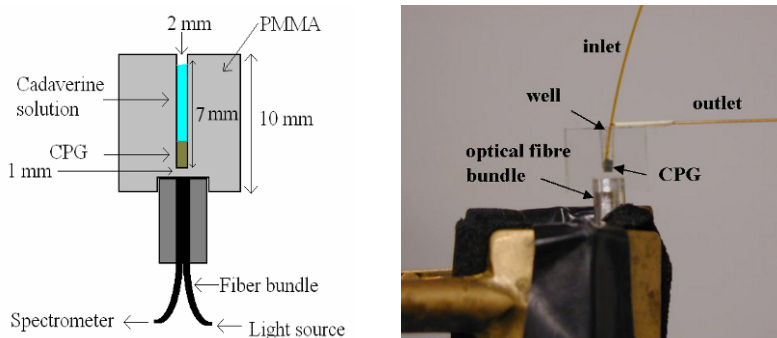 2 mm
PMMA
Cadaverine
solution
7 mm
10 mm
CPG
1 mm
Fiber bundle
Spectrometer
Light source
inlet
well
outlet
optical fibre
bundle
CPG